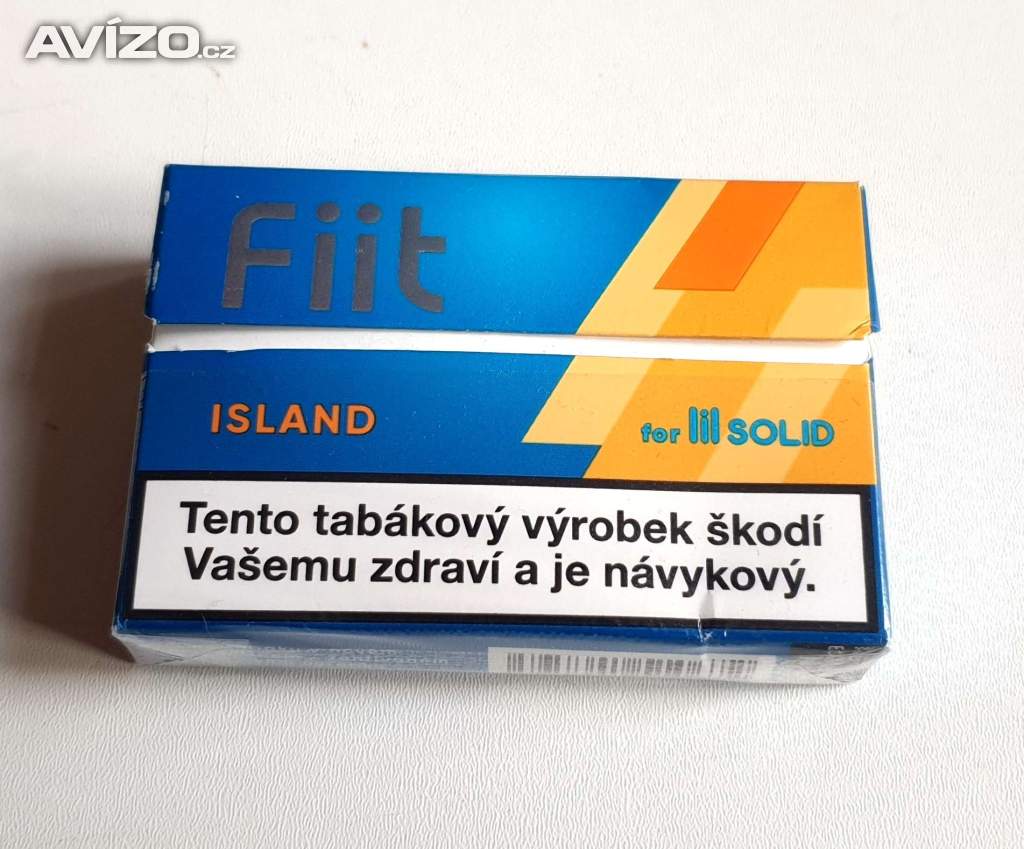 AVÍZO.cz
Fiit
ISLAND
for lil SOLID
Tento tabákový výrobek škodí
Vašemu zdraví a je návykový.